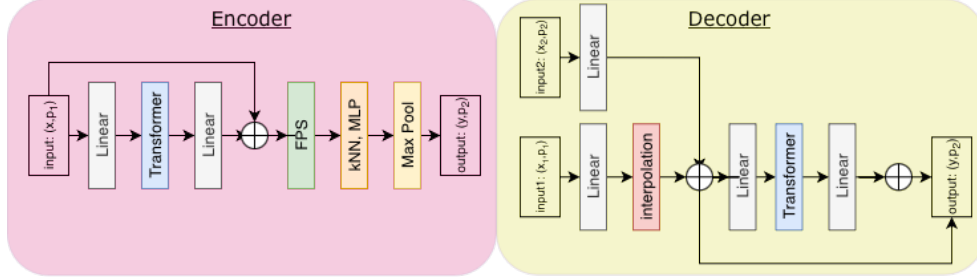 Encoder
input: (x,p₁)
Linear
Transformer
Linear
FPS
kNN, MLP
Max Pool
output: (y,p₂)
Decoder
input2: (x₂,p₂)
Linear
input1: (x₁,p₁)
Linear
interpolation
Linear
Transformer
Linear
output: (y,p₂)